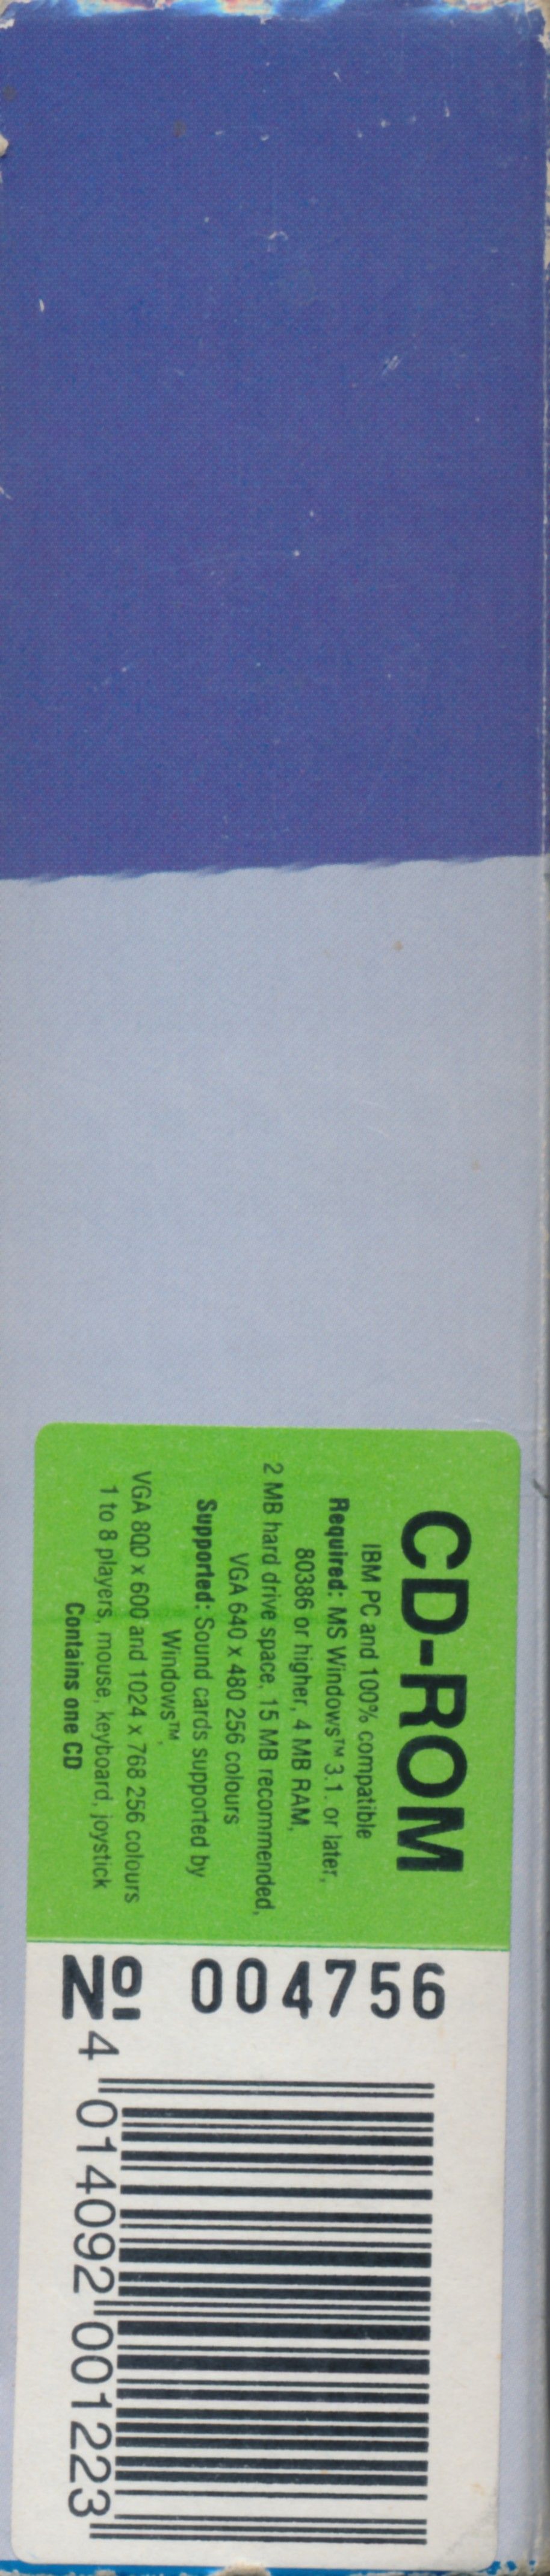 CD-ROM
IBM PC and 100% compatible
Required: MS Windows™ 3.1. or later,
80386 or higher, 4 MB RAM,
2 MB hard drive space, 15 MB recommended,
VGA 640 x 480 256 colours
Supported: Sound cards supported by
Windows™,
VGA 800 x 600 and 1024 x 768 256 colours
1 to 8 players, mouse, keyboard, joystick
Contains one CD
Nº 004756
4 014092 001223